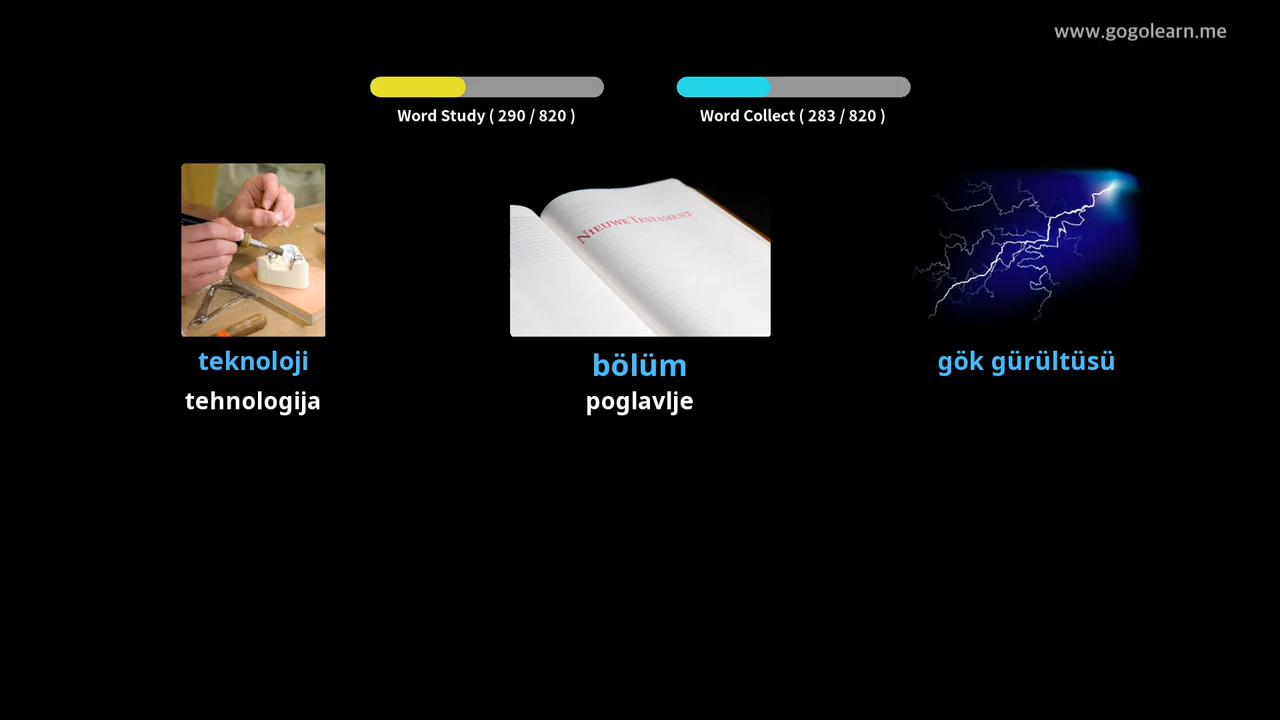 www.gogolearn.me
Word Study ( 290 / 820 )
Word Collect ( 283 / 820 )
NIEUWE TESTAMENT
teknoloji
bölüm
gök gürültüsü
tehnologija
poglavlje